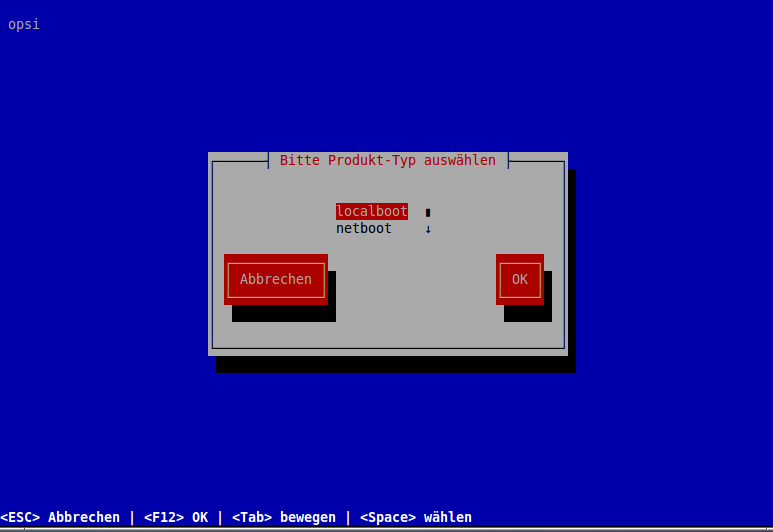 opsi
Bitte Produkt-Typ auswählen
localboot
netboot ↓
Abbrechen OK
<ESC> Abbrechen | <F12> OK | <Tab> bewegen | <Space> wählen